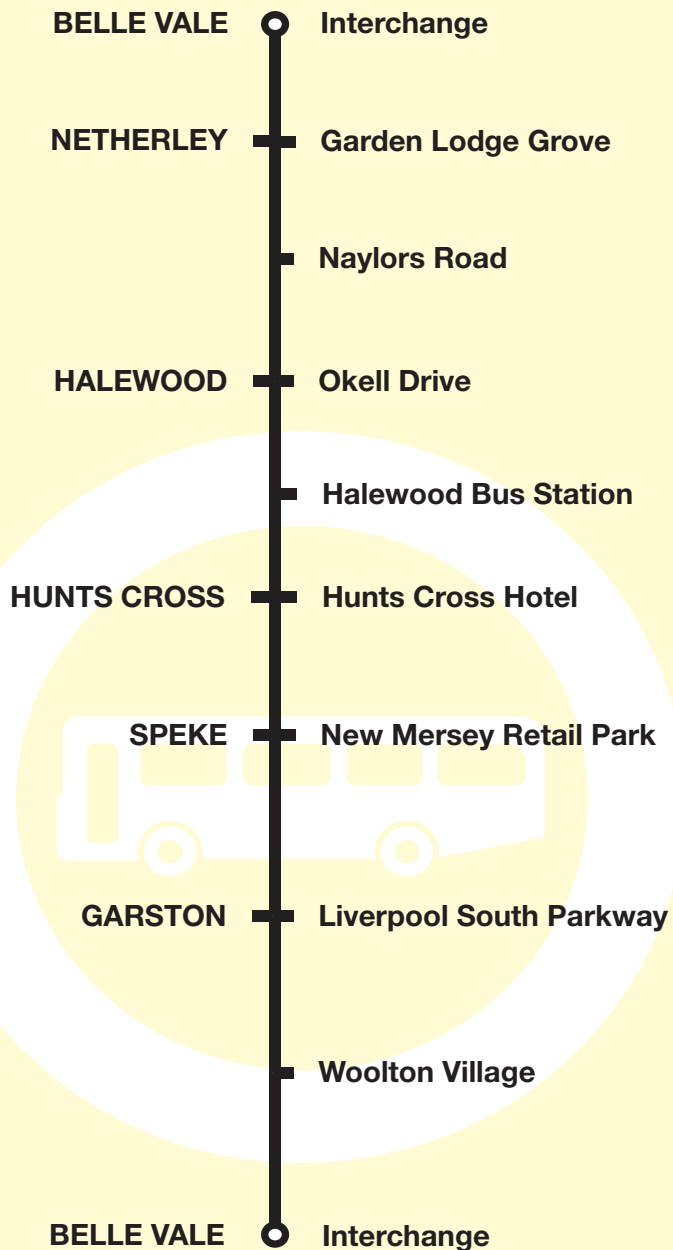 BELLE VALE Interchange
NETHERLEY Garden Lodge Grove
Naylors Road
HALEWOOD Okell Drive
Halewood Bus Station
HUNTS CROSS Hunts Cross Hotel
SPEKE New Mersey Retail Park
GARSTON Liverpool South Parkway
Woolton Village
BELLE VALE Interchange